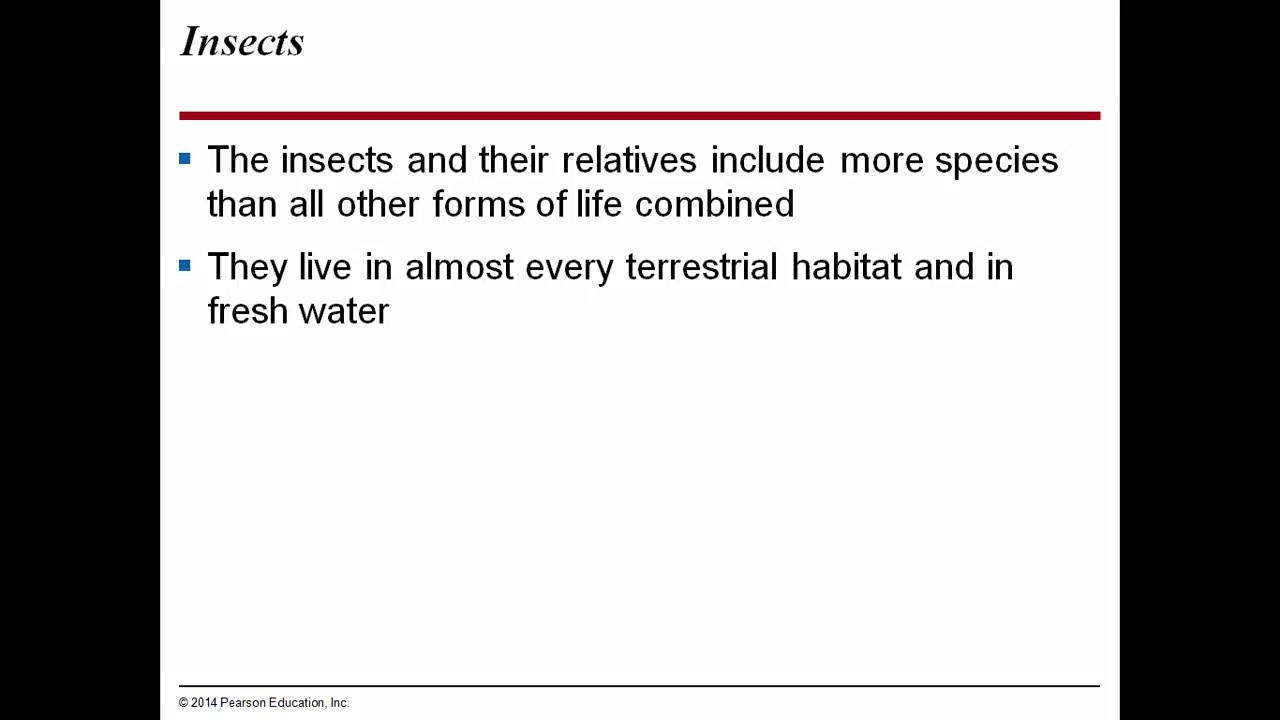 Insects
The insects and their relatives include more species
than all other forms of life combined
They live in almost every terrestrial habitat and in
fresh water
© 2014 Pearson Education, Inc.